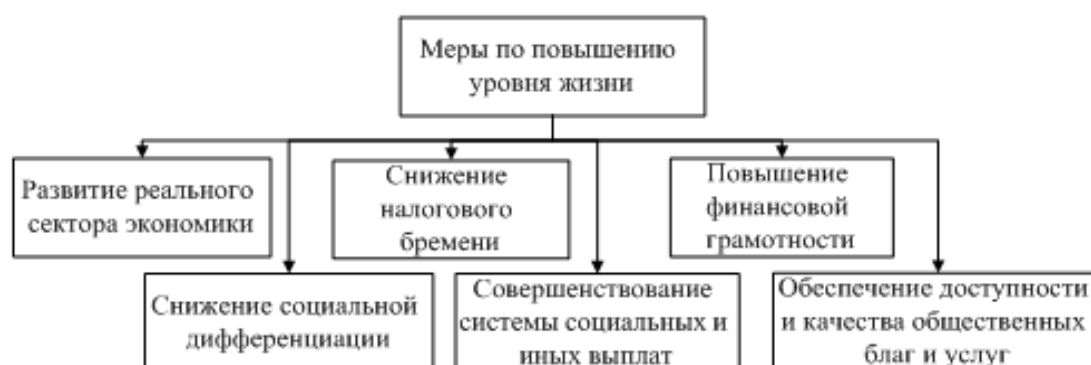 Меры по повышению
уровня жизни
Развитие реального
сектора экономики
Снижение
налогового
бремени
Повышение
финансовой
грамотности
Снижение социальной
дифференциации
Совершенствование
системы социальных и
иных выплат
Обеспечение доступности
и качества общественных
благ и услуг